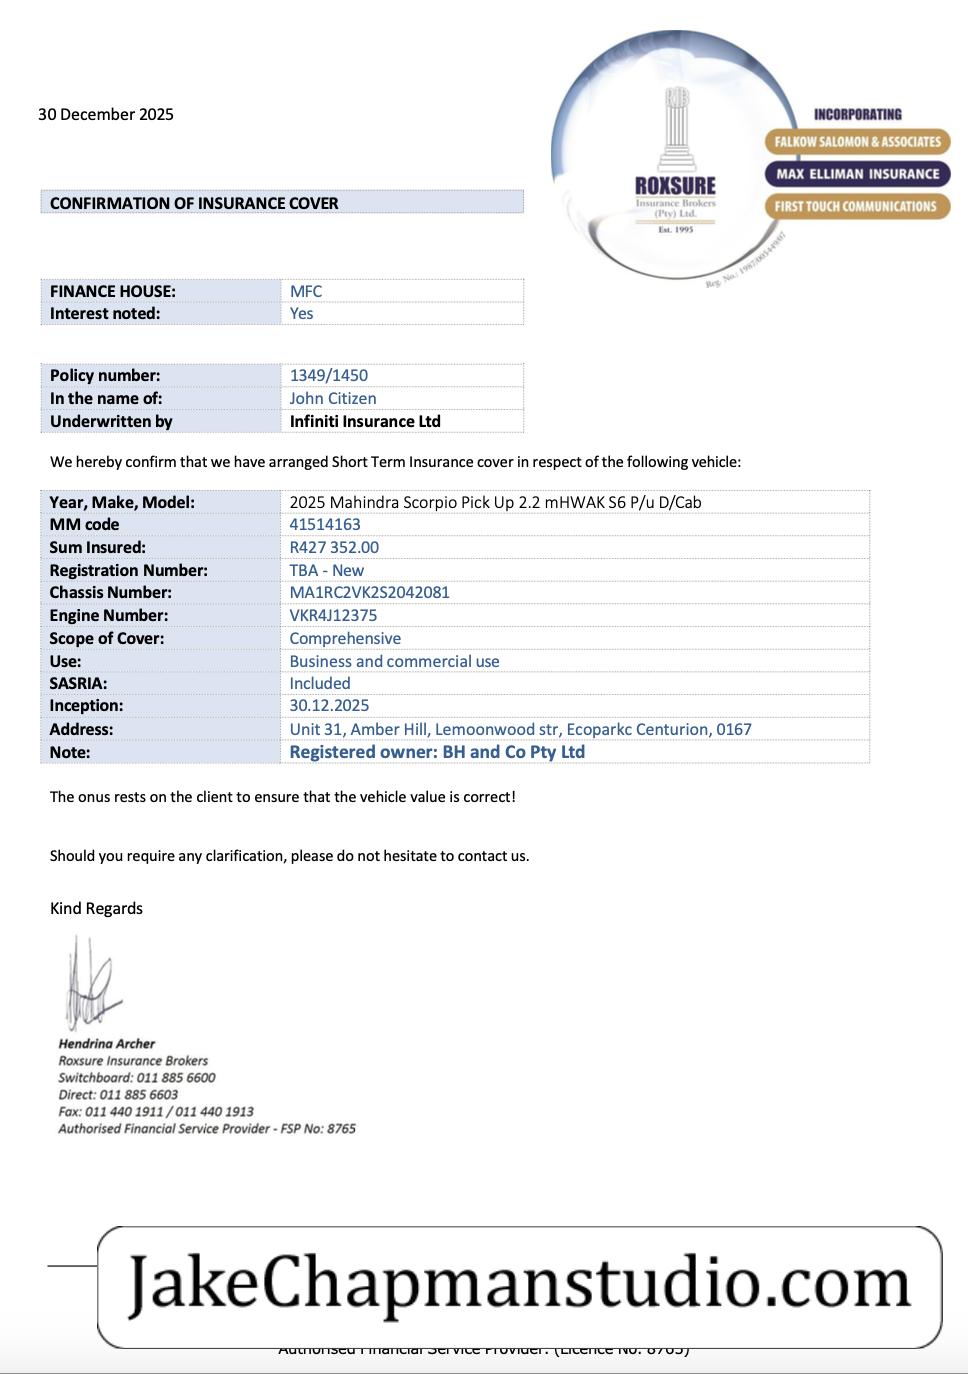 30 December 2025
INCORPORATING
FALKOW SALOMON & ASSOCIATES
MAX ELLIMAN INSURANCE
FIRST TOUCH COMMUNICATIONS
RIB
ROXSURE
Insurance Brokers
(Pty) Ltd.
Est. 1995
Reg. No.: 1987/005449/07
CONFIRMATION OF INSURANCE COVER
FINANCE HOUSE: MFC
Interest noted: Yes
Policy number: 1349/1450
In the name of: John Citizen
Underwritten by Infiniti Insurance Ltd
We hereby confirm that we have arranged Short Term Insurance cover in respect of the following vehicle:
Year, Make, Model: 2025 Mahindra Scorpio Pick Up 2.2 mHWAK S6 P/u D/Cab
MM code 41514163
Sum Insured: R427 352.00
Registration Number: TBA - New
Chassis Number: MA1RC2VK2S2042081
Engine Number: VKR4J12375
Scope of Cover: Comprehensive
Use: Business and commercial use
SASRIA: Included
Inception: 30.12.2025
Address: Unit 31, Amber Hill, Lemoonwood str, Ecoparkc Centurion, 0167
Note: Registered owner: BH and Co Pty Ltd
The onus rests on the client to ensure that the vehicle value is correct!
Should you require any clarification, please do not hesitate to contact us.
Kind Regards
Hendrina Archer
Roxsure Insurance Brokers
Switchboard: 011 885 6600
Direct: 011 885 6603
Fax: 011 440 1911 / 011 440 1913
Authorised Financial Service Provider - FSP No: 8765
JakeChapmanstudio.com
Authorised Financial Service Provider: (Licence No: 8765)